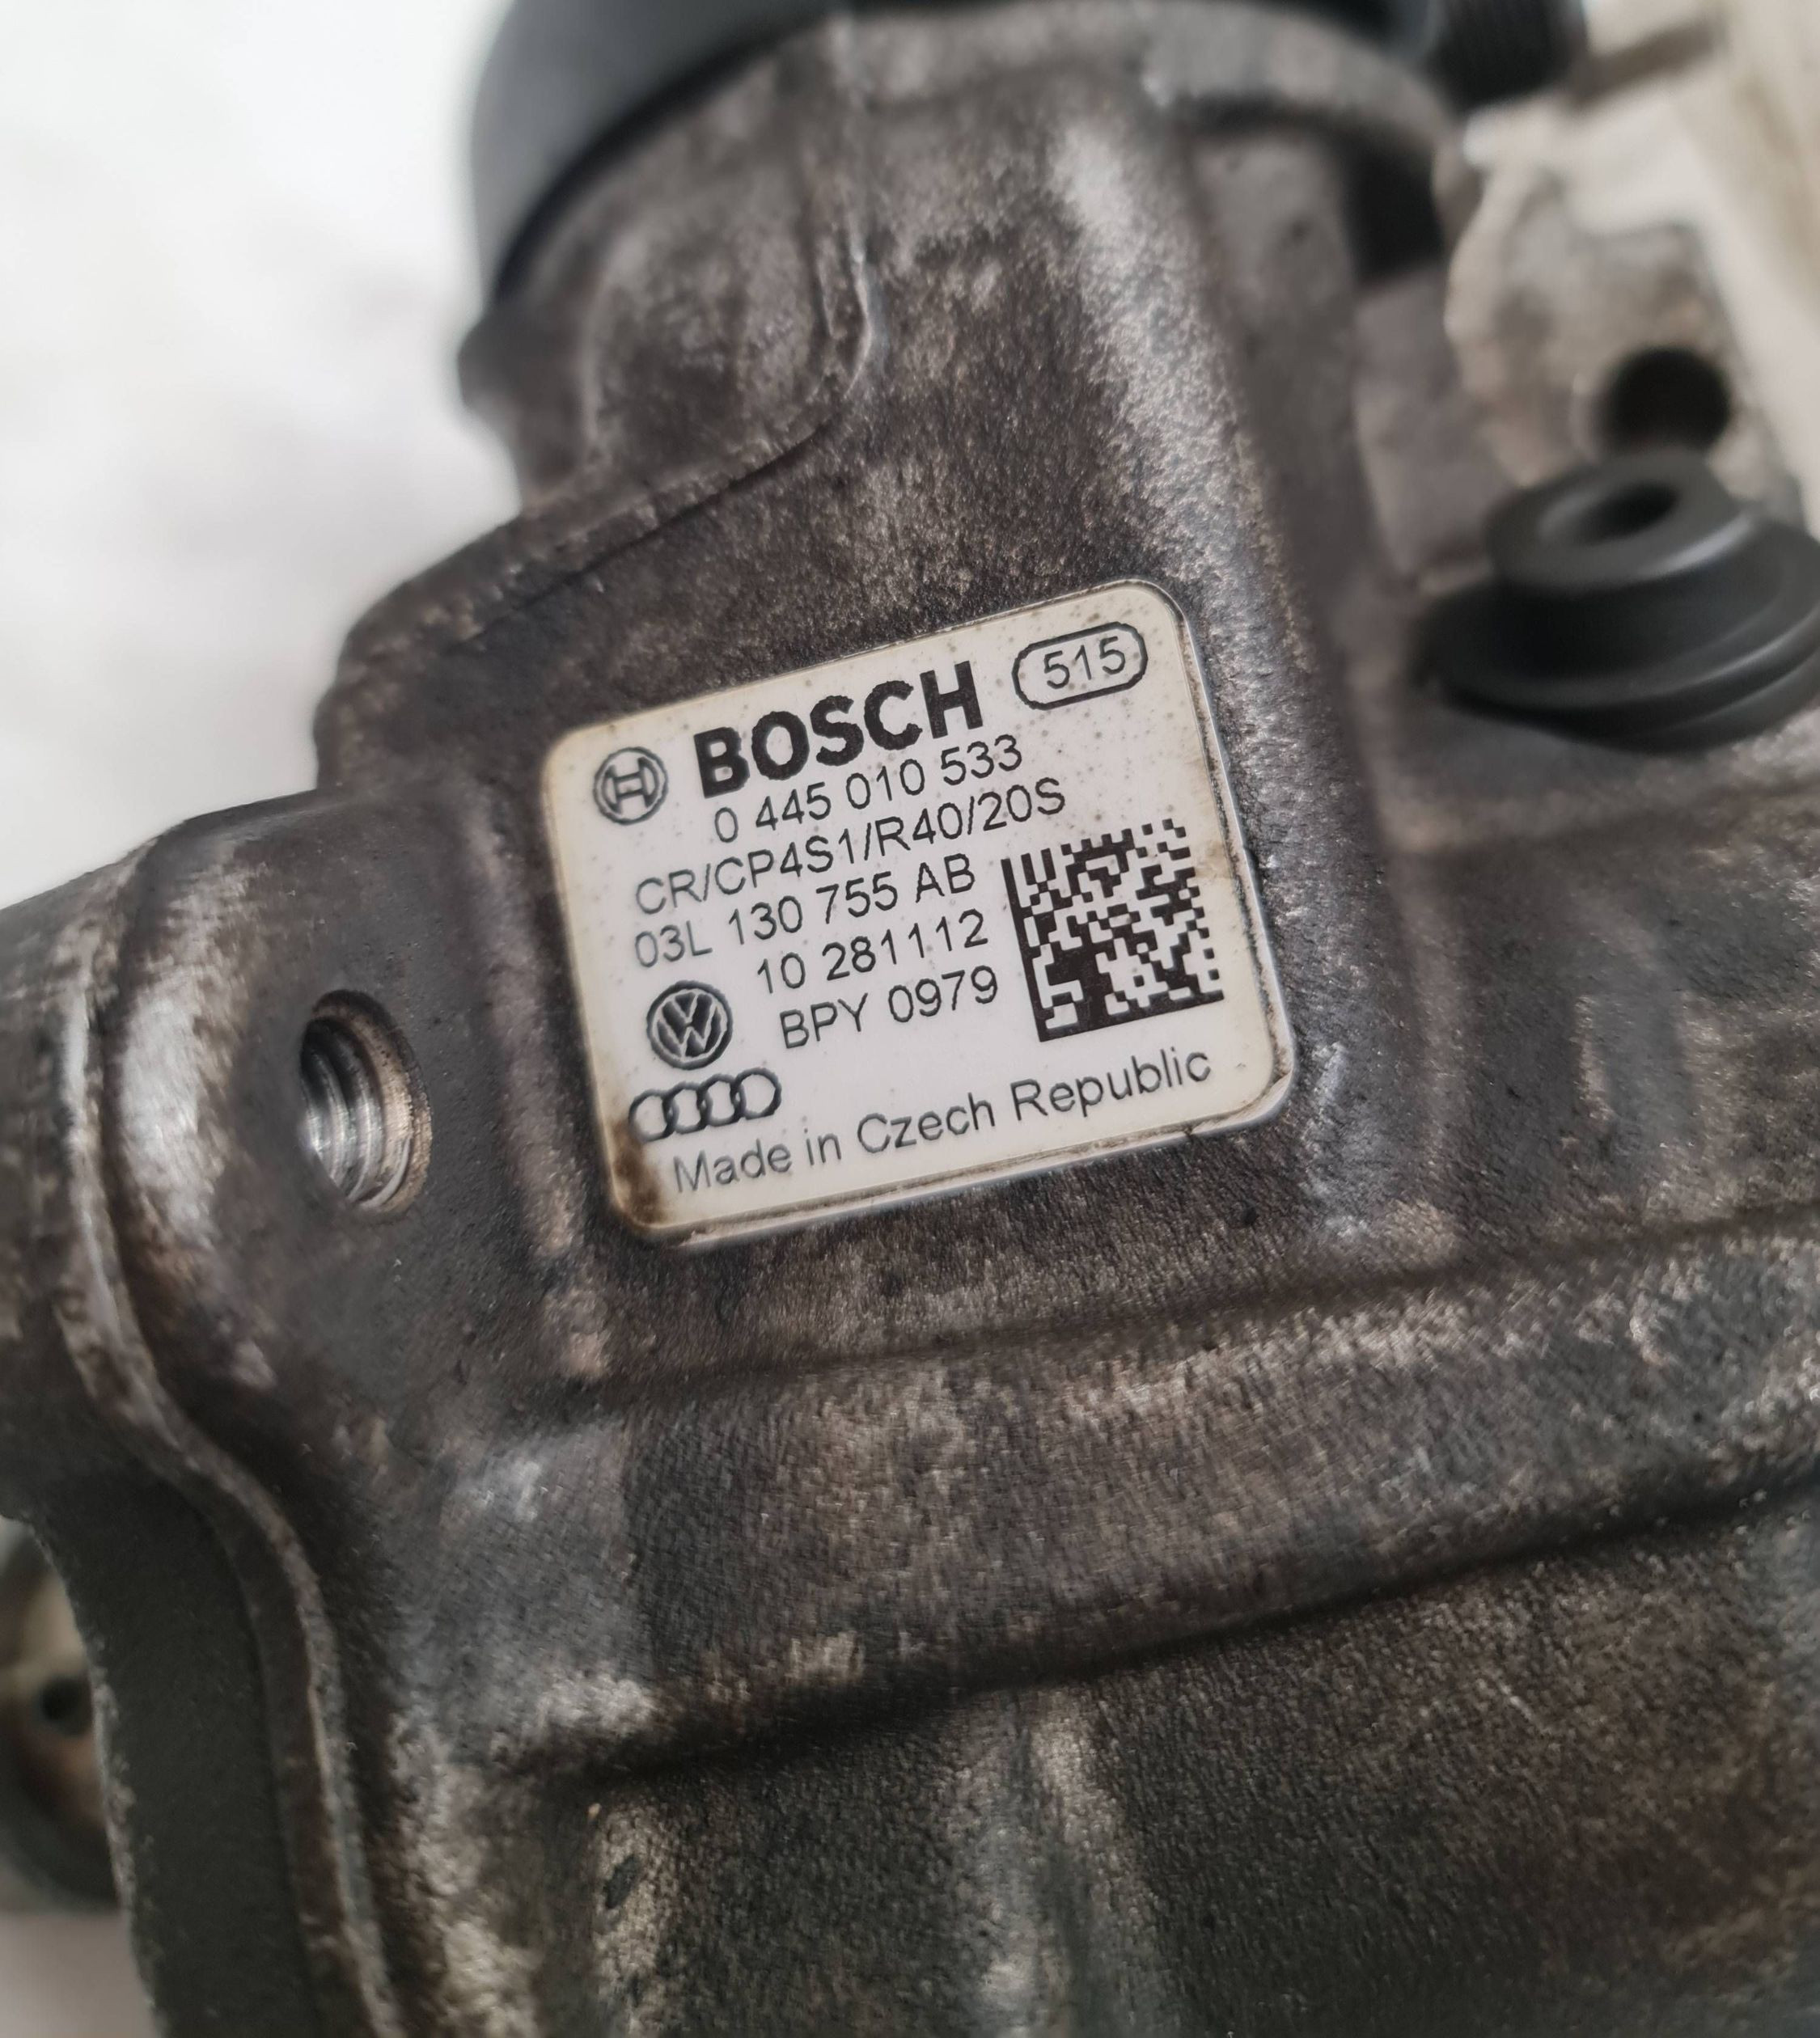 BOSCH 515
0 445 010 533
CR/CP4S1/R40/20S
03L 130 755 AB
10 281112
BPY 0979
Made in Czech Republic